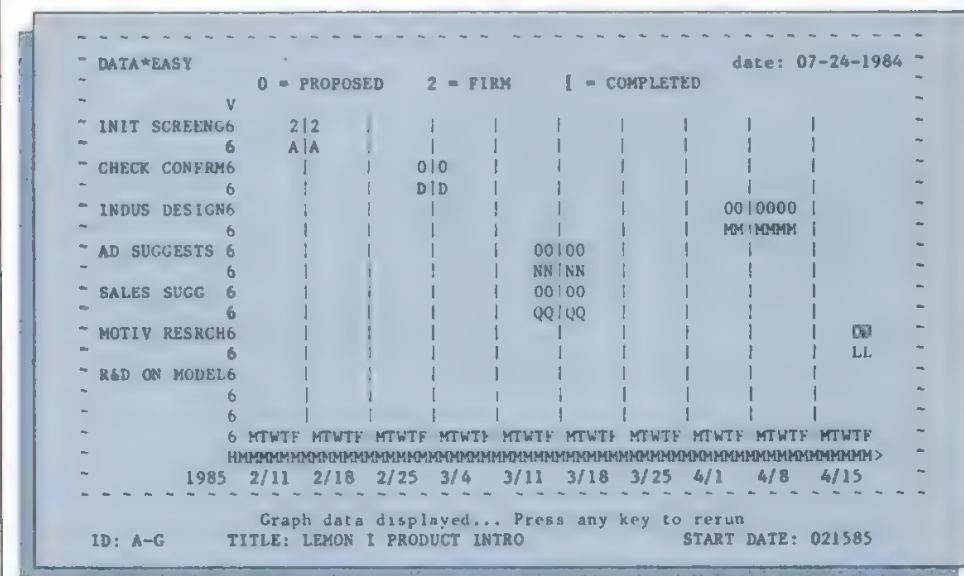 DATA*EASY date: 07-24-1984
0 = PROPOSED 2 = FIRM [ = COMPLETED
V
INIT SCREENG6 2|2 | | | | | | | |
6 A|A | | | | | | | |
CHECK CONFRM6 | | 0|0 | | | | | |
6 | | D|D | | | | | |
INDUS DESIGN6 | | | | | | | 00|0000 |
6 | | | | | | | MM|MMMM |
AD SUGGESTS 6 | | | | 00|00 | | | |
6 | | | | NN|NN | | | |
SALES SUGG 6 | | | | 00|00 | | | |
6 | | | | QQ|QQ | | | |
MOTIV RESRCH6 | | | | | | | | |
6 | | | | | | | | | LL
R&D ON MODEL6 | | | | | | | | |
6 | | | | | | | | |
6 | | | | | | | | |
6 MTWTF MTWTF MTWTF MTWTF MTWTF MTWTF MTWTF MTWTF MTWTF MTWTF
HMMMMMMMMMMMMMMMMMMMMMMMMMMMMMMMMMMMMMMMMMMMMMMMMMMMMMMMMMMM>
1985 2/11 2/18 2/25 3/4 3/11 3/18 3/25 4/1 4/8 4/15
Graph data displayed... Press any key to rerun
ID: A-G TITLE: LEMON I PRODUCT INTRO START DATE: 021585